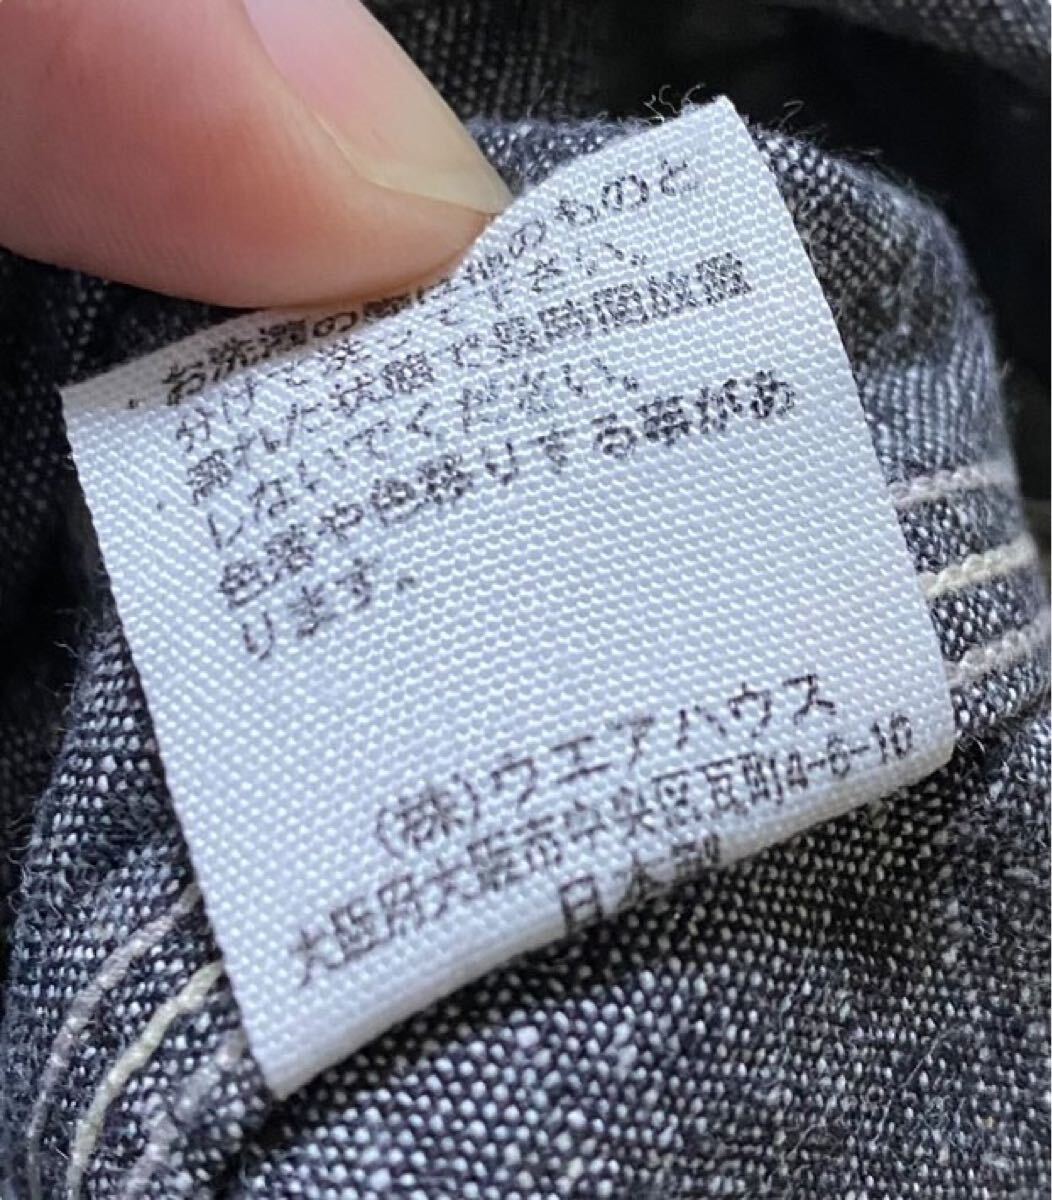 お洗濯の際は他のものと
分けて洗って下さい。
濡れた状態で長時間放置
しないでください。
色落や色移りする事があ
ります。
(株)ウエアハウス
大阪府大阪市中央区瓦町4-6-16
日本製